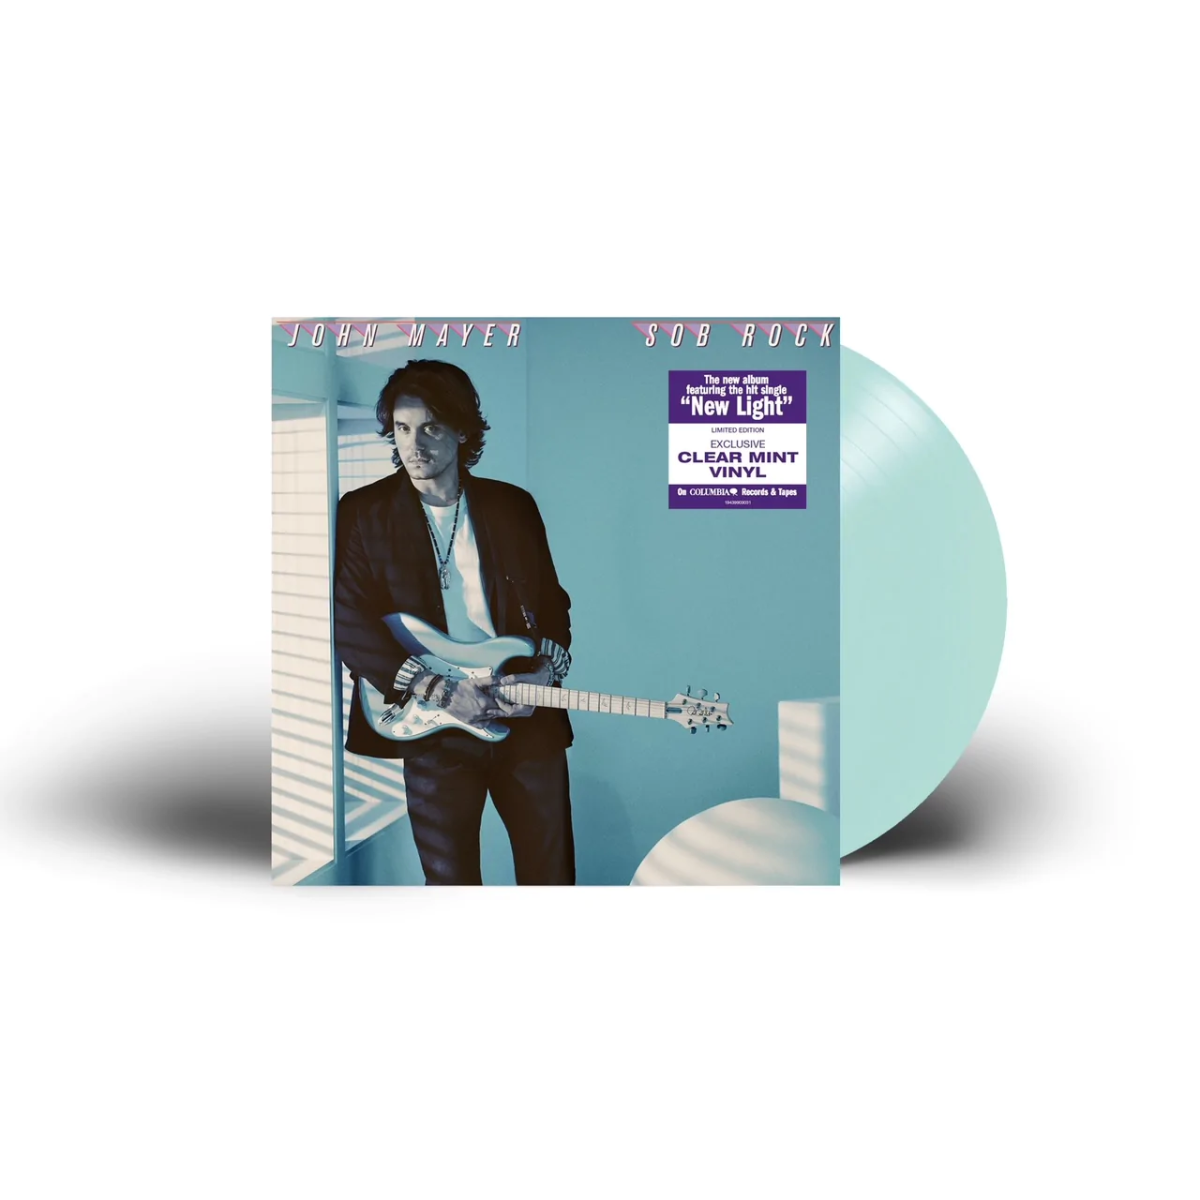 JOHN MAYER SOB ROCK
The new album
featuring the hit single
"New Light"
LIMITED EDITION
EXCLUSIVE
CLEAR MINT
VINYL
On COLUMBIA Records & Tapes